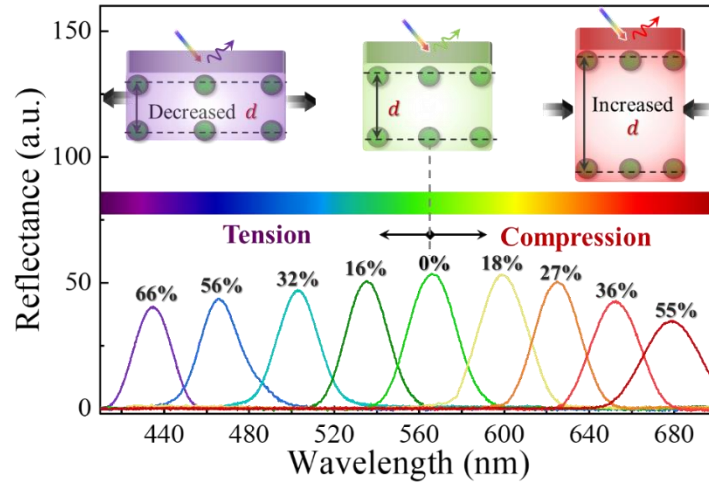 150
Decreased d
d
Increased
d
100
Tension
Compression
50
66%
56%
32%
16%
0%
18%
27%
36%
55%
0
440 480 520 560 600 640 680
Wavelength (nm)
Reflectance (a.u.)